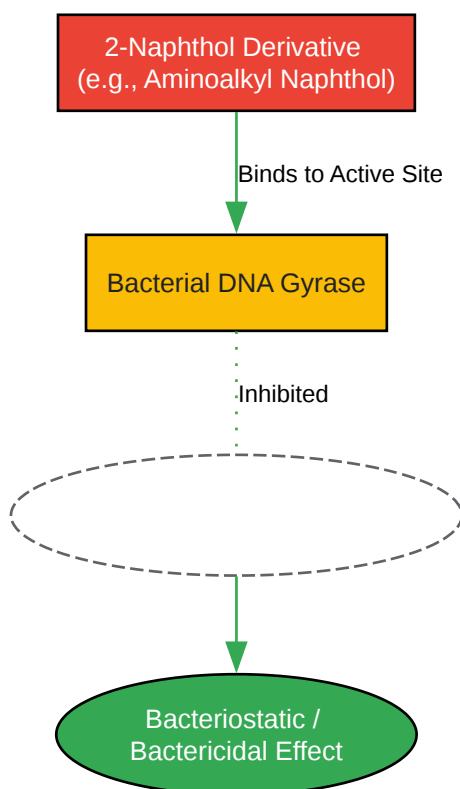 2-Naphthol Derivative
(e.g., Aminoalkyl Naphthol)
Binds to Active Site
Bacterial DNA Gyrase
Inhibited
Bacteriostatic /
Bactericidal Effect